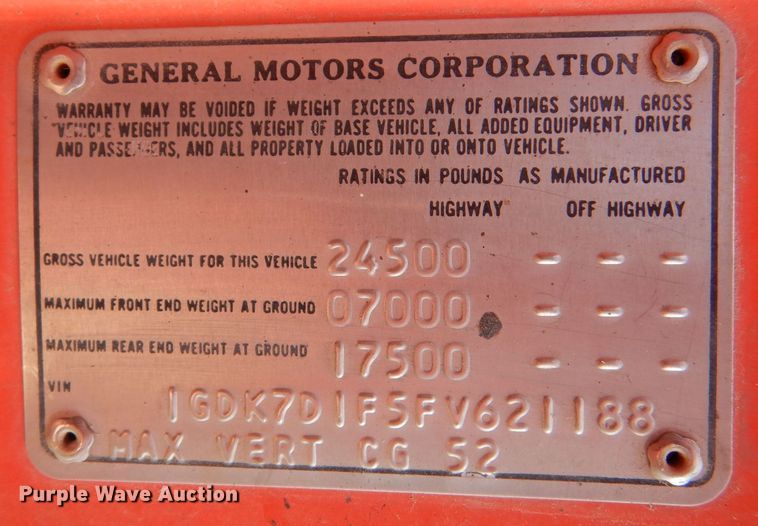 GENERAL MOTORS CORPORATION
WARRANTY MAY BE VOIDED IF WEIGHT EXCEEDS ANY OF RATINGS SHOWN. GROSS
VEHICLE WEIGHT INCLUDES WEIGHT OF BASE VEHICLE, ALL ADDED EQUIPMENT, DRIVER
AND PASSENGERS, AND ALL PROPERTY LOADED INTO OR ONTO VEHICLE.
RATINGS IN POUNDS AS MANUFACTURED
HIGHWAY OFF HIGHWAY
GROSS VEHICLE WEIGHT FOR THIS VEHICLE 24500 - - -
MAXIMUM FRONT END WEIGHT AT GROUND 07000 - - -
MAXIMUM REAR END WEIGHT AT GROUND 17500 - - -
VIN
1GDK7D1F5FV621188
MAX VERT CG 52
Purple Wave Auction